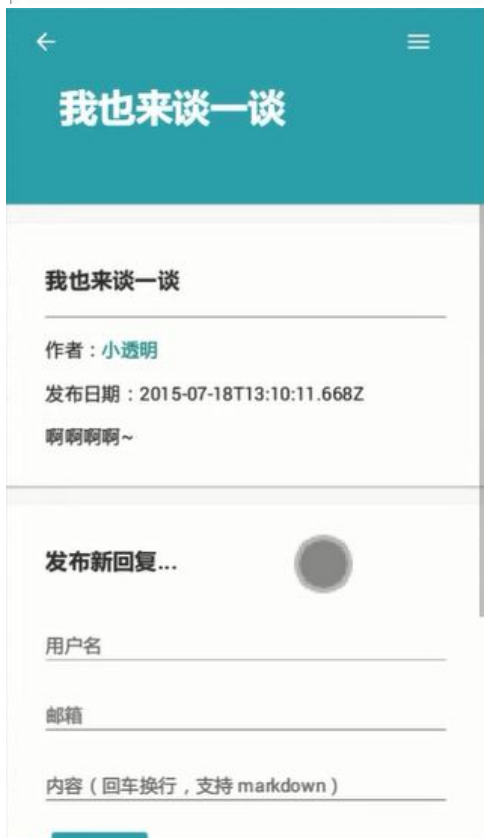 我也来谈一谈
我也来谈一谈
作者：小透明
发布日期：2015-07-18T13:10:11.668Z
啊啊啊啊~
发布新回复...
用户名
邮箱
内容（回车换行，支持 markdown）